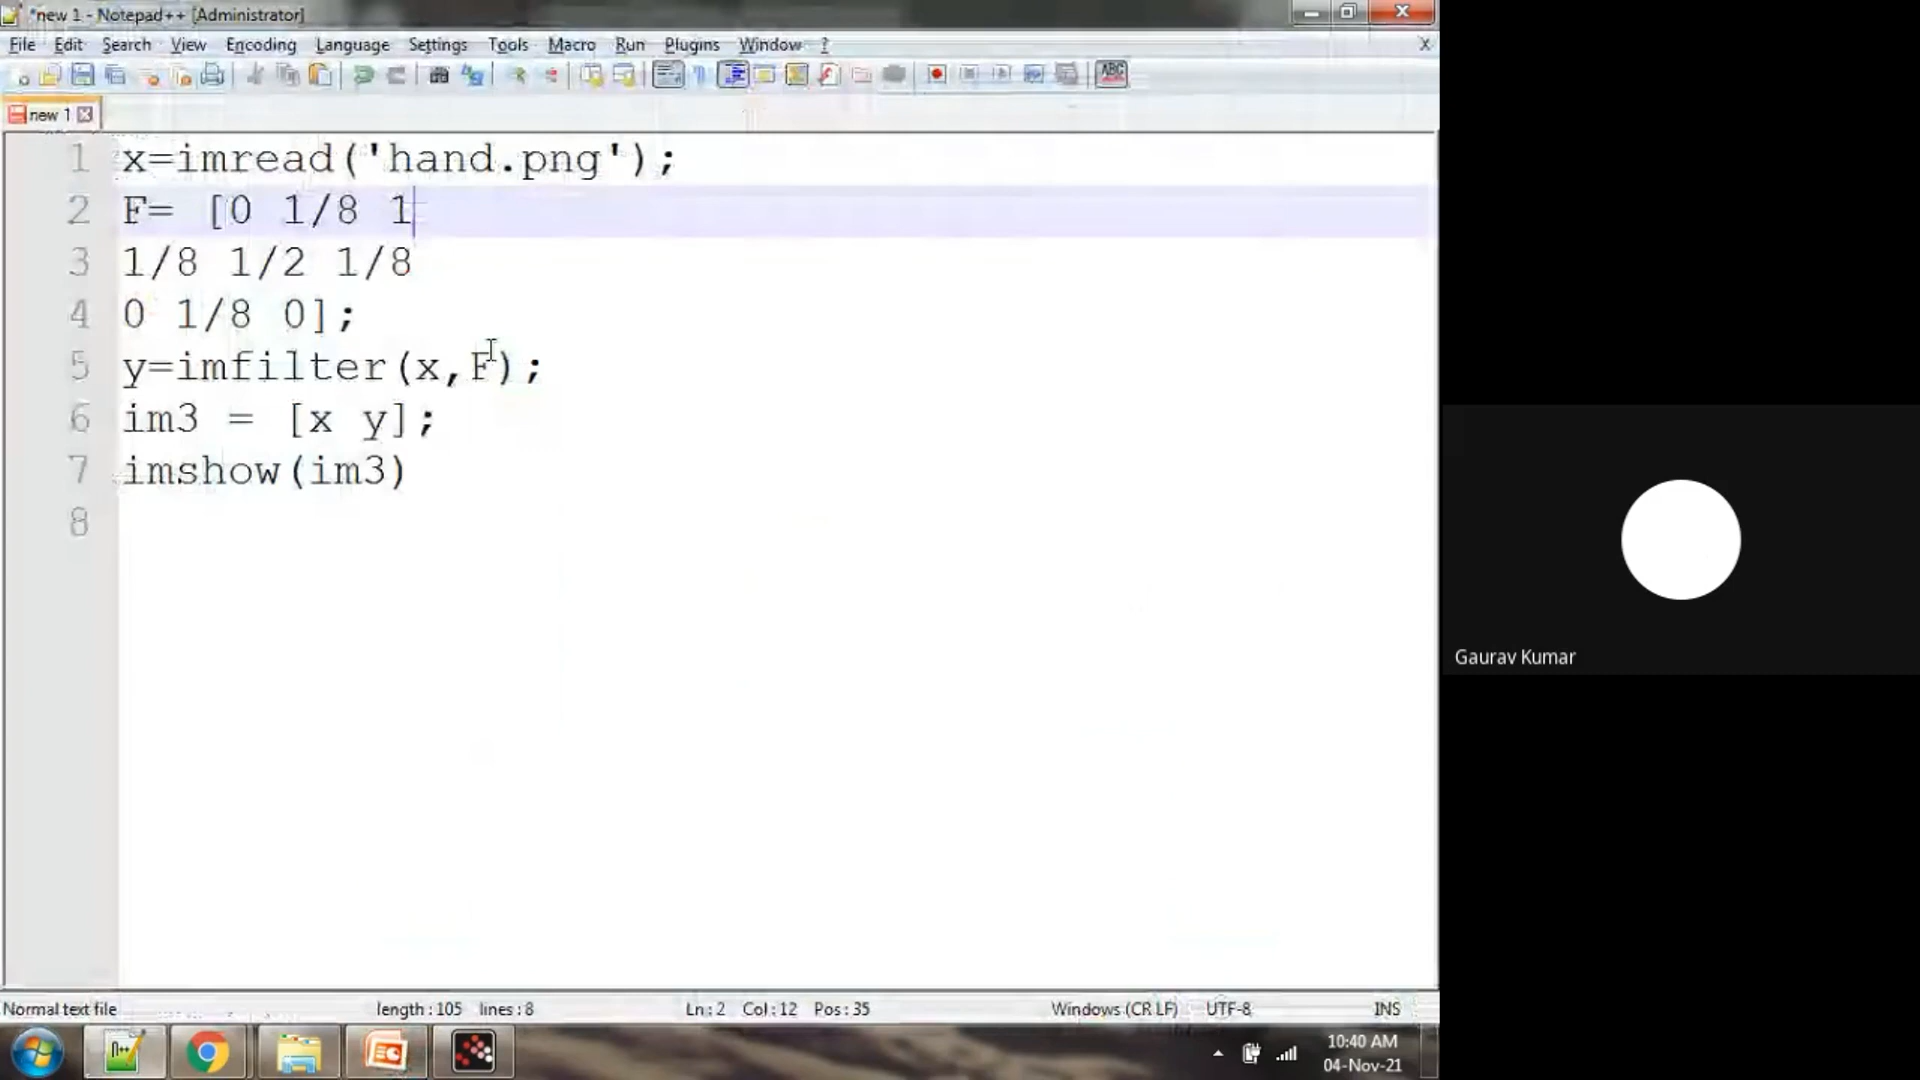 *new 1 - Notepad++ [Administrator]
File Edit Search View Encoding Language Settings Tools Macro Run Plugins Window ? X
ABC
new 1
1 x=imread('hand.png');
2 F= [0 1/8 1
3 1/8 1/2 1/8
4 0 1/8 0];
5 y=imfilter(x,F);
6 im3 = [x y];
7 imshow(im3)
8
Gaurav Kumar
Normal text file length : 105 lines : 8 Ln : 2 Col : 12 Pos : 35 Windows (CR LF) UTF-8 INS
10:40 AM
04-Nov-21